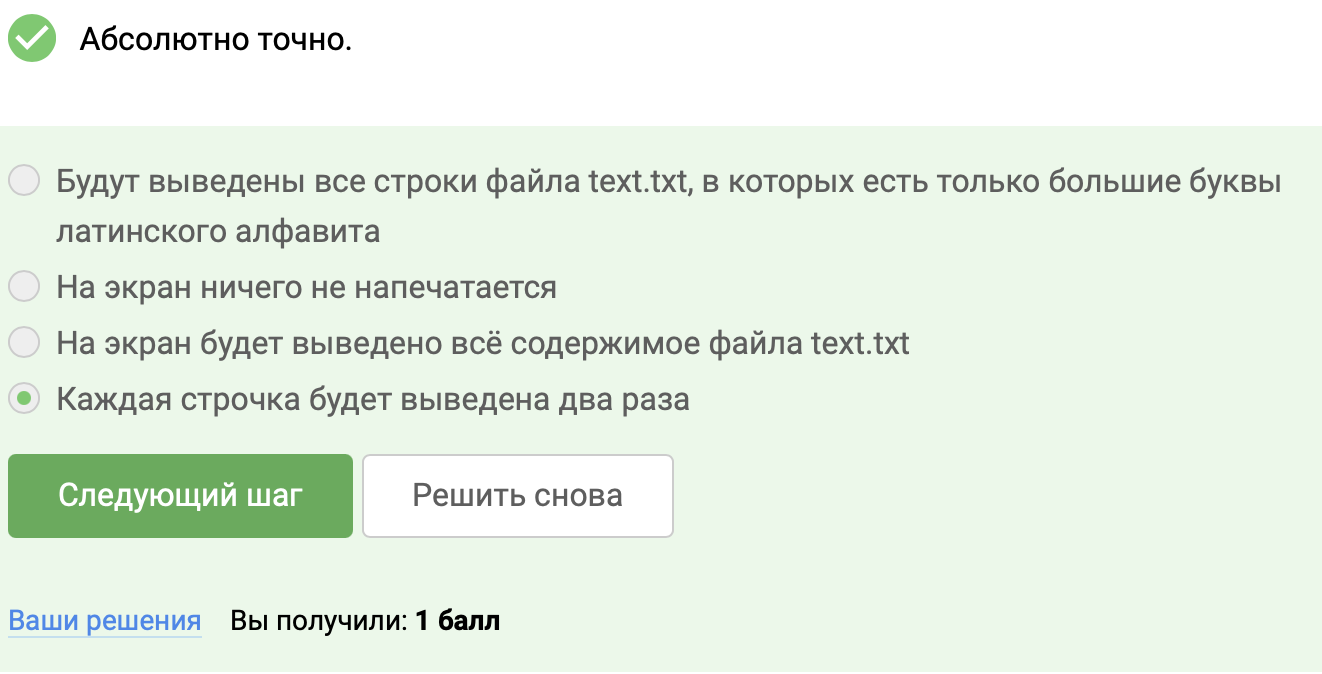 Абсолютно точно.
Будут выведены все строки файла text.txt, в которых есть только большие буквы
латинского алфавита
На экран ничего не напечатается
На экран будет выведено всё содержимое файла text.txt
Каждая строчка будет выведена два раза
Следующий шаг
Решить снова
Ваши решения Вы получили: 1 балл